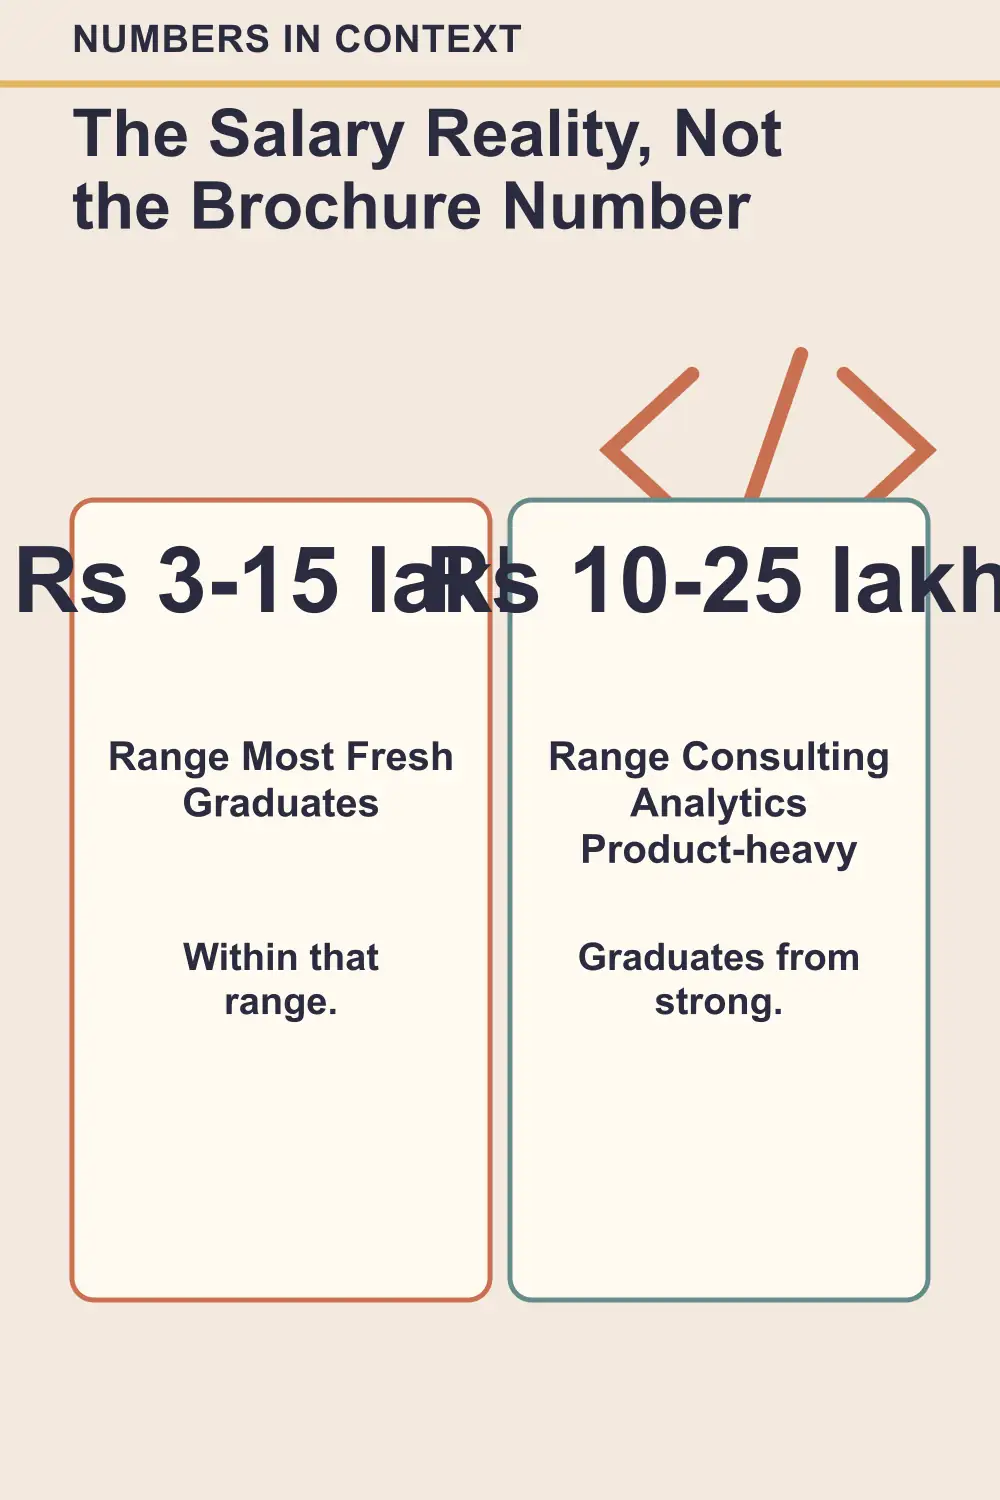 NUMBERS IN CONTEXT
The Salary Reality, Not
the Brochure Number
</>
Rs 3-15 lakh
Rs 10-25 lakh
Range Most Fresh
Graduates
Within that
range.
Range Consulting
Analytics
Product-heavy
Graduates from
strong.